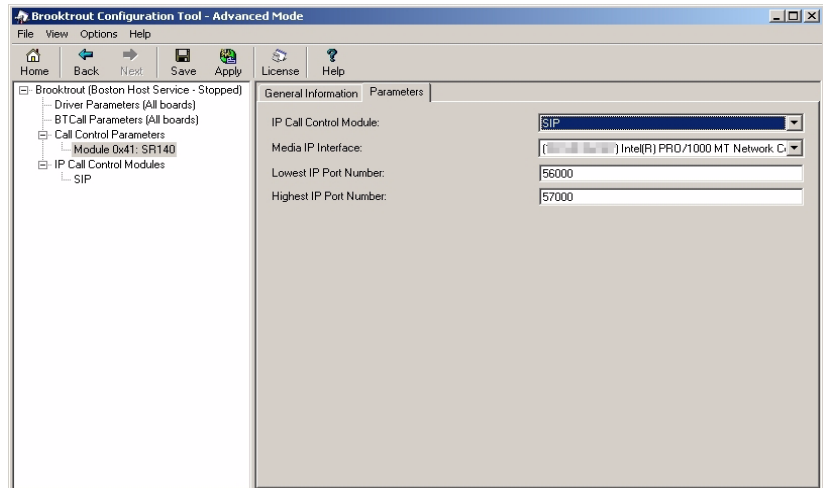 Brooktrout Configuration Tool - Advanced Mode
File View Options Help
Home Back Next Save Apply License Help
Brooktrout (Boston Host Service - Stopped)
Driver Parameters (All boards)
BTCall Parameters (All boards)
Call Control Parameters
Module 0x41: SR140
IP Call Control Modules
SIP
General Information Parameters
IP Call Control Module: SIP
Media IP Interface: ( ) Intel(R) PRO/1000 MT Network C
Lowest IP Port Number: 56000
Highest IP Port Number: 57000